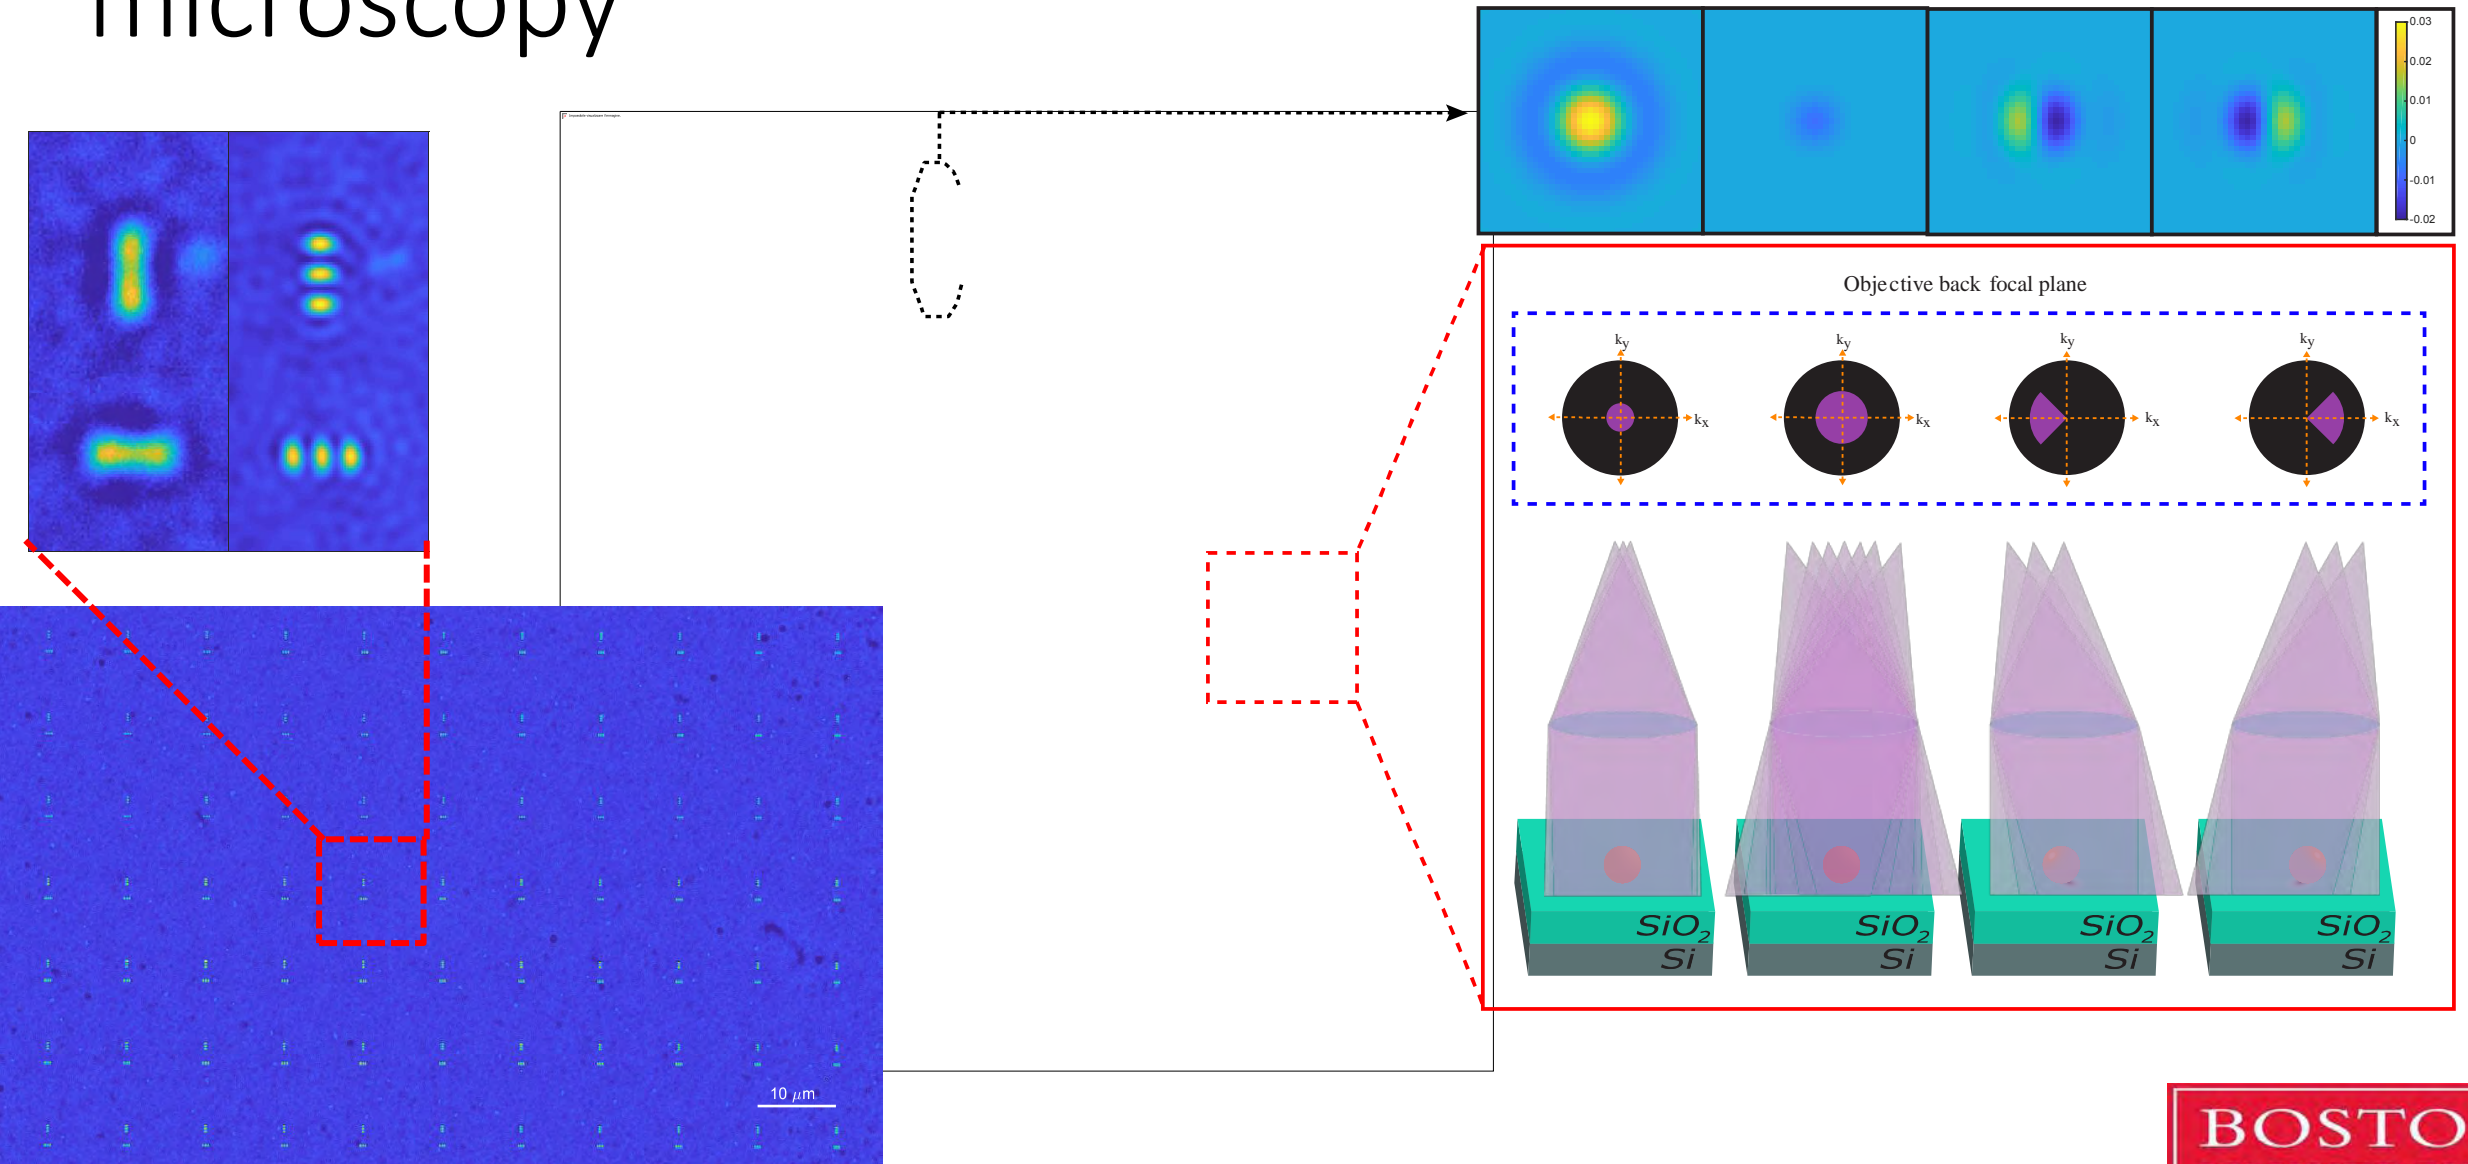 microscopy
0.03
0.02
0.01
0
-0.01
-0.02
Objective back focal plane
ky ky ky ky
kx kx kx kx
SiO2 SiO2 SiO2 SiO2
Si Si Si Si
10 μm
BOSTO